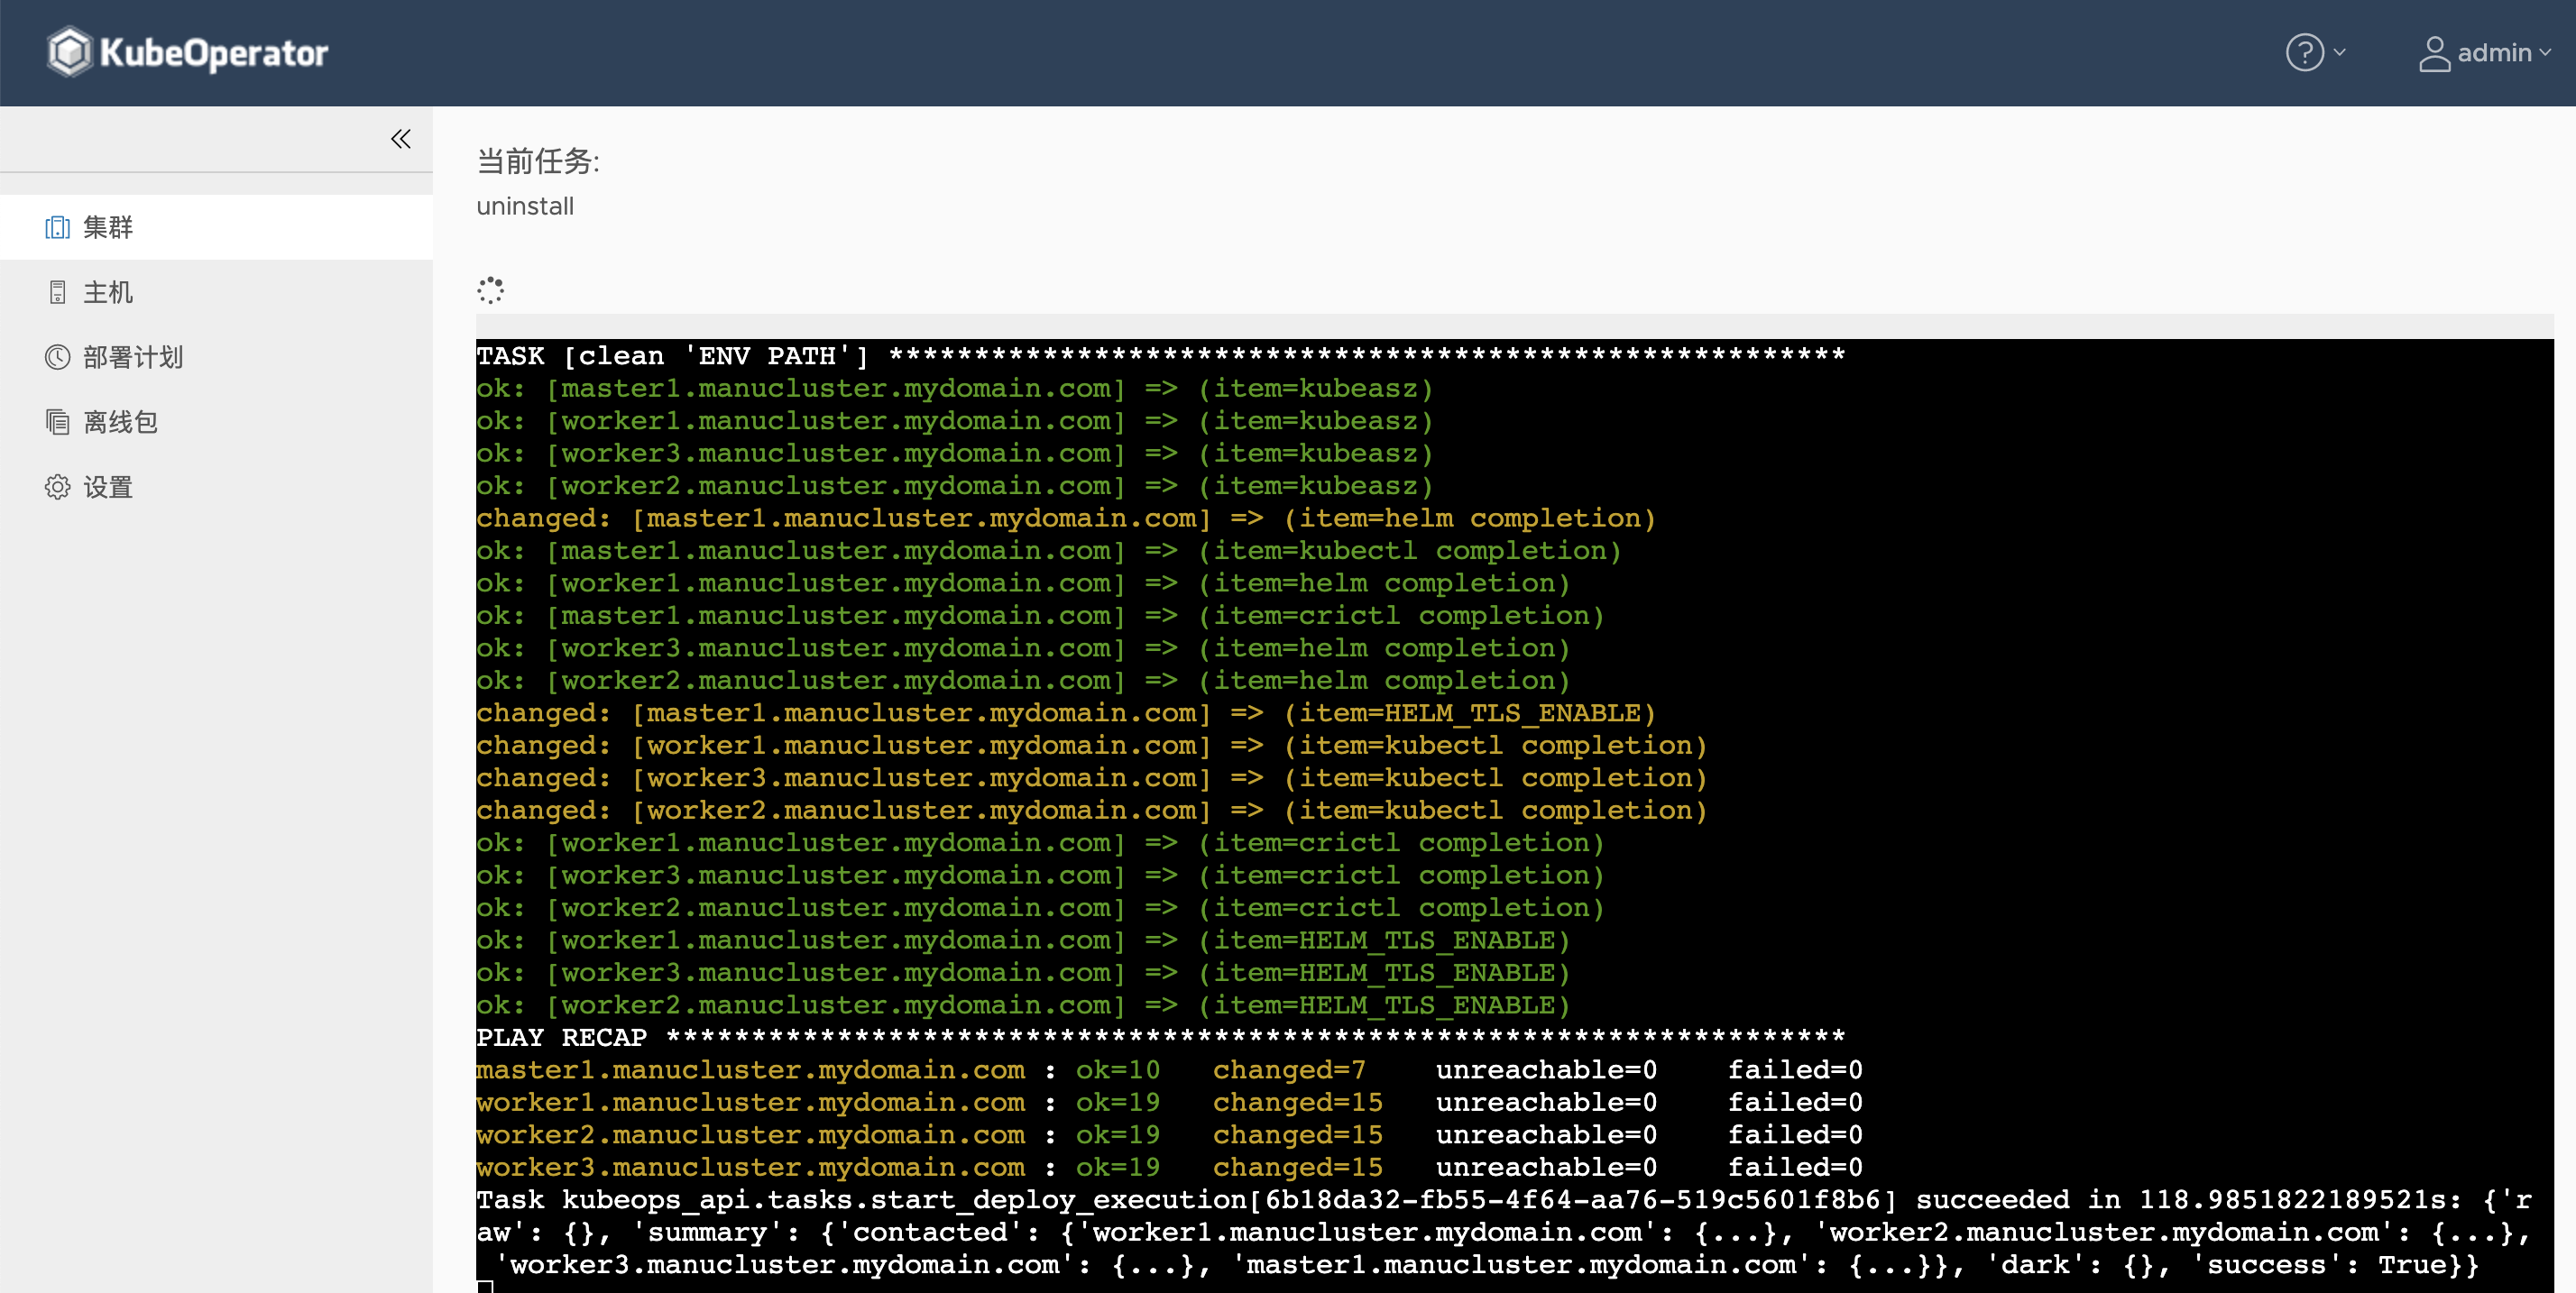 KubeOperator
admin
集群
主机
部署计划
离线包
设置
当前任务:
uninstall
TASK [clean 'ENV PATH'] ********************************************************
ok: [master1.manucluster.mydomain.com] => (item=kubeasz)
ok: [worker1.manucluster.mydomain.com] => (item=kubeasz)
ok: [worker3.manucluster.mydomain.com] => (item=kubeasz)
ok: [worker2.manucluster.mydomain.com] => (item=kubeasz)
changed: [master1.manucluster.mydomain.com] => (item=helm completion)
ok: [master1.manucluster.mydomain.com] => (item=kubectl completion)
ok: [worker1.manucluster.mydomain.com] => (item=helm completion)
ok: [master1.manucluster.mydomain.com] => (item=crictl completion)
ok: [worker3.manucluster.mydomain.com] => (item=helm completion)
ok: [worker2.manucluster.mydomain.com] => (item=helm completion)
changed: [master1.manucluster.mydomain.com] => (item=HELM_TLS_ENABLE)
changed: [worker1.manucluster.mydomain.com] => (item=kubectl completion)
changed: [worker3.manucluster.mydomain.com] => (item=kubectl completion)
changed: [worker2.manucluster.mydomain.com] => (item=kubectl completion)
ok: [worker1.manucluster.mydomain.com] => (item=crictl completion)
ok: [worker3.manucluster.mydomain.com] => (item=crictl completion)
ok: [worker2.manucluster.mydomain.com] => (item=crictl completion)
ok: [worker1.manucluster.mydomain.com] => (item=HELM_TLS_ENABLE)
ok: [worker3.manucluster.mydomain.com] => (item=HELM_TLS_ENABLE)
ok: [worker2.manucluster.mydomain.com] => (item=HELM_TLS_ENABLE)
PLAY RECAP *********************************************************************
master1.manucluster.mydomain.com : ok=10   changed=7    unreachable=0    failed=0
worker1.manucluster.mydomain.com : ok=19   changed=15   unreachable=0    failed=0
worker2.manucluster.mydomain.com : ok=19   changed=15   unreachable=0    failed=0
worker3.manucluster.mydomain.com : ok=19   changed=15   unreachable=0    failed=0
Task kubeops_api.tasks.start_deploy_execution[6b18da32-fb55-4f64-aa76-519c5601f8b6] succeeded in 118.9851822189521s: {'r
aw': {}, 'summary': {'contacted': {'worker1.manucluster.mydomain.com': {...}, 'worker2.manucluster.mydomain.com': {...},
 'worker3.manucluster.mydomain.com': {...}, 'master1.manucluster.mydomain.com': {...}}, 'dark': {}, 'success': True}}